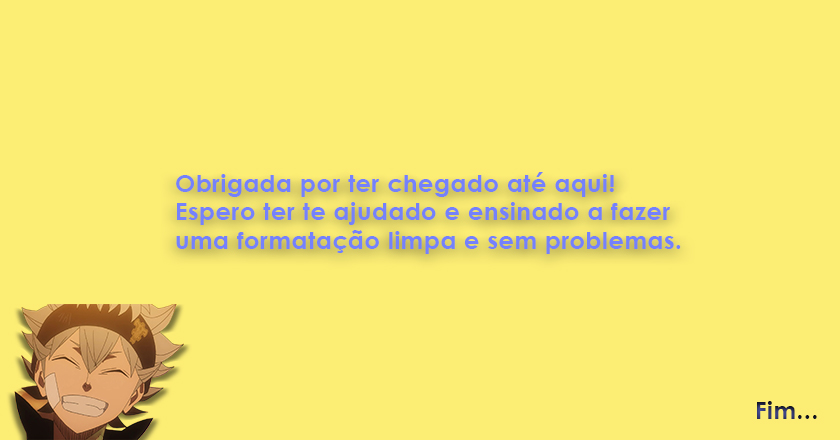 Obrigada por ter chegado até aqui!
Espero ter te ajudado e ensinado a fazer
uma formatação limpa e sem problemas.
Fim...